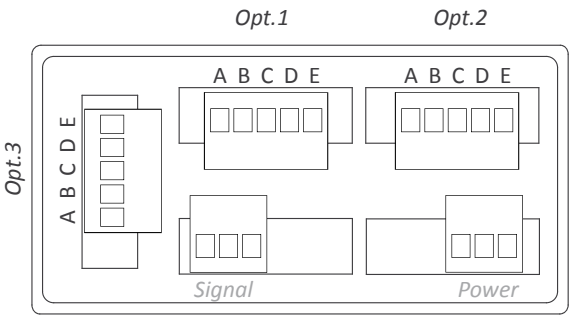 Opt.1 Opt.2
A B C D E A B C D E
Opt.3
A B C D E
Signal Power